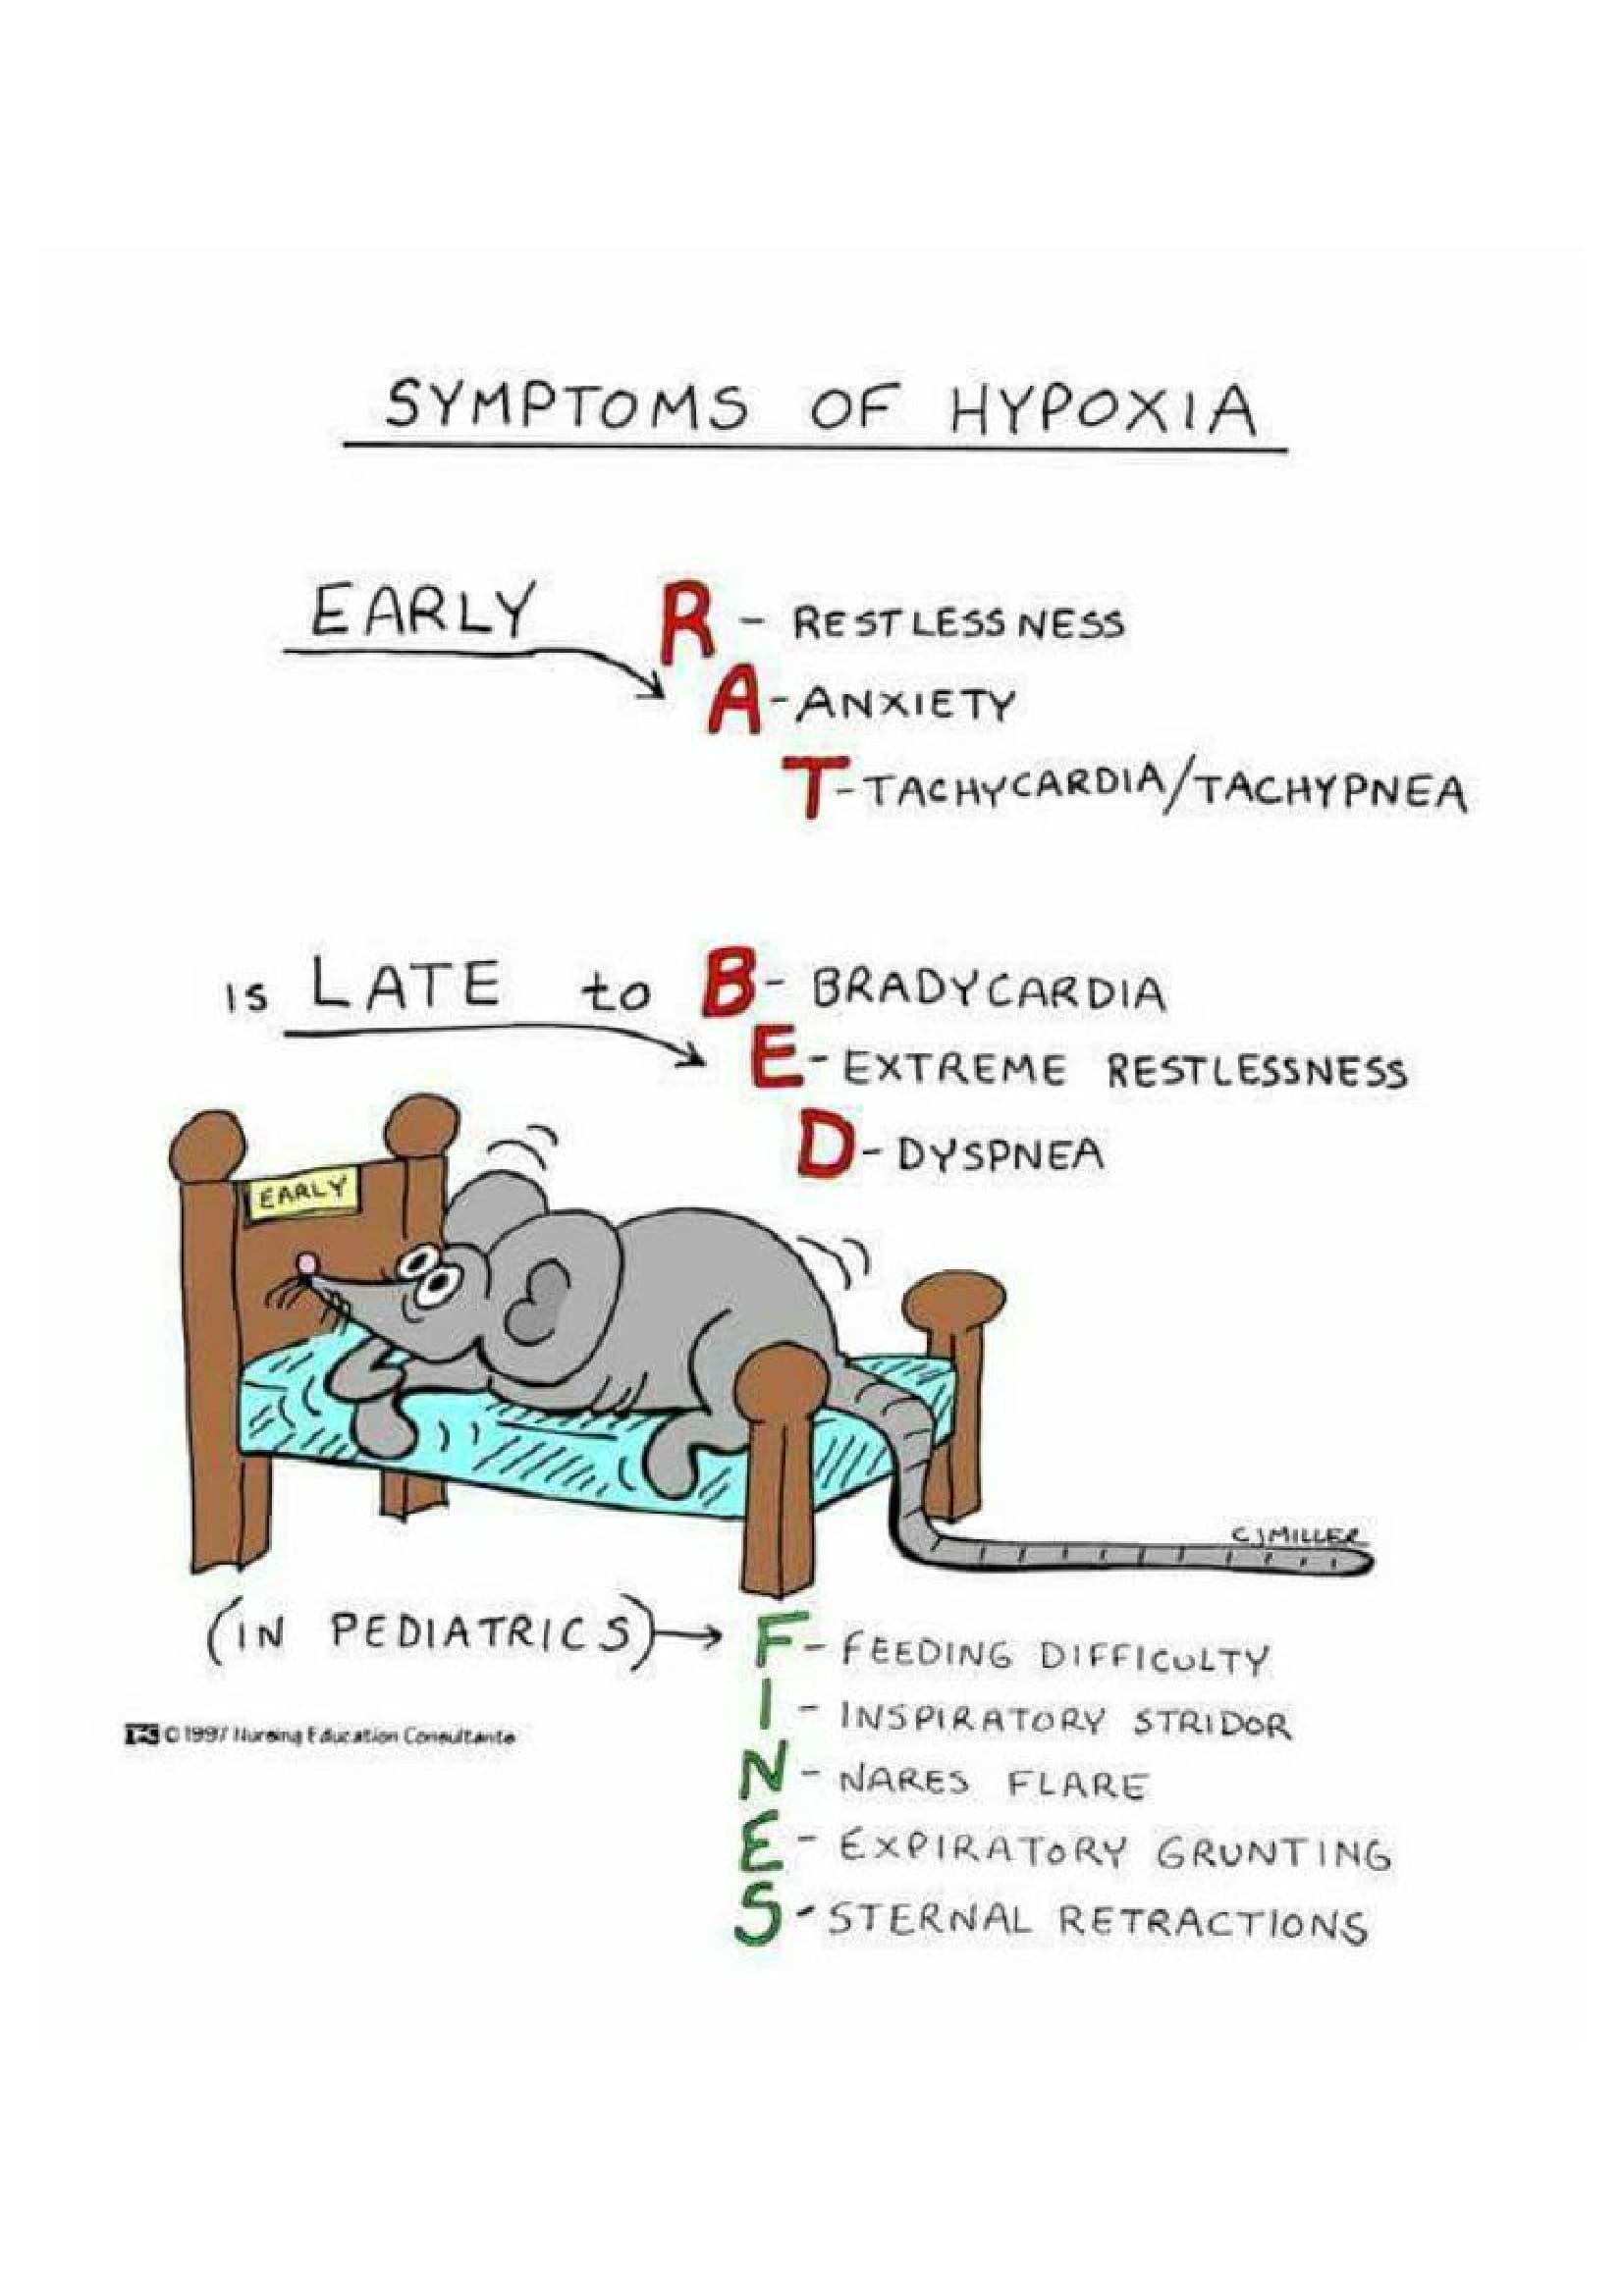 SYMPTOMS OF HYPOXIA
EARLY R - RESTLESSNESS
A - ANXIETY
T - TACHYCARDIA/TACHYPNEA
IS LATE to B - BRADYCARDIA
E - EXTREME RESTLESSNESS
D - DYSPNEA
EARLY
CJMILLER
(IN PEDIATRICS) → F - FEEDING DIFFICULTY
I - INSPIRATORY STRIDOR
© 1997 Nursing Education Consultants
N - NARES FLARE
E - EXPIRATORY GRUNTING
S - STERNAL RETRACTIONS